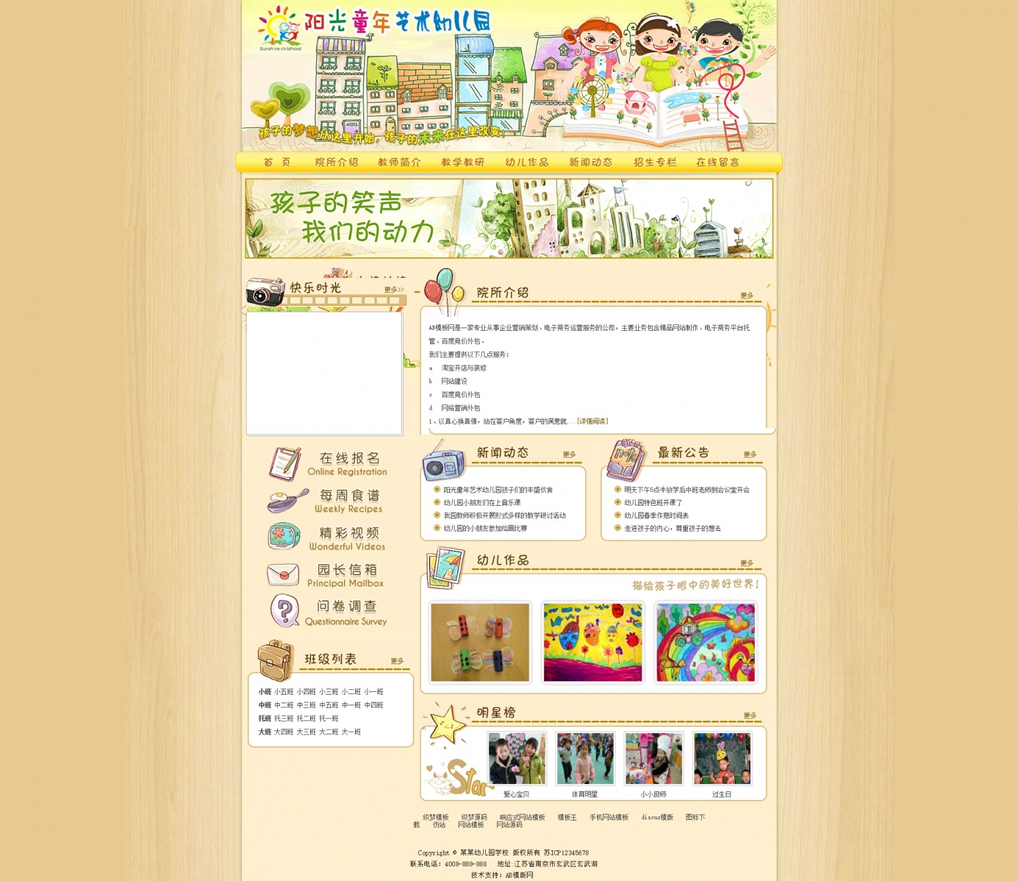 阳光童年艺术幼儿园
Sunshine childhood
孩子的梦想从这里开始，孩子的未来在这里改变
首 页 院所介绍 教师简介 教学教研 幼儿作品 新闻动态 招生专栏 在线留言
孩子的笑声
我们的动力
快乐时光 更多>>
院所介绍 更多
AB模板网是一家专业从事企业营销策划、电子商务运营服务的公司，主要业务包含精品网站制作、电子商务平台托
管、百度竞价外包、
我们主要提供以下几点服务：
a 淘宝开店与装修
b 网站建设
c 百度竞价外包
d 网络营销外包
1、以真心换真情，站在客户角度，客户的满意就...[详情阅读]
在线报名
Online Registration
每周食谱
Weekly Recipes
精彩视频
Wonderful Videos
园长信箱
Principal Mailbox
问卷调查
Questionnaire Survey
班级列表 更多
小班 小五班 小四班 小三班 小二班 小一班
中班 中二班 中三班 中五班 中一班 中四班
托班 托三班 托二班 托一班
大班 大四班 大三班 大二班 大一班
新闻动态 更多
阳光童年艺术幼儿园孩子们的丰盛伙食
幼儿园小朋友们在上音乐课
我园教师积极开展形式多样的教学研讨活动
幼儿园的小朋友参加绘画比赛
最新公告 更多
明天下午5点半放学后中班老师到会议室开会
幼儿园特色班开课了
幼儿园春季作息时间表
走进孩子的内心，尊重孩子的想法
幼儿作品 更多
描绘孩子眼中的美好世界!
明星榜 更多
Star
爱心宝贝 体育明星 小小厨师 过生日
织梦模板 织梦源码 响应式网站模板 模板王 手机网站模板 discuz模版 图标下
载 仿站 网站模板 网站源码
Copyright © 某某幼儿园学校 版权所有 苏ICP12345678
联系电话：4008-888-888 地址:江苏省南京市玄武区玄武湖
技术支持：AB模版网